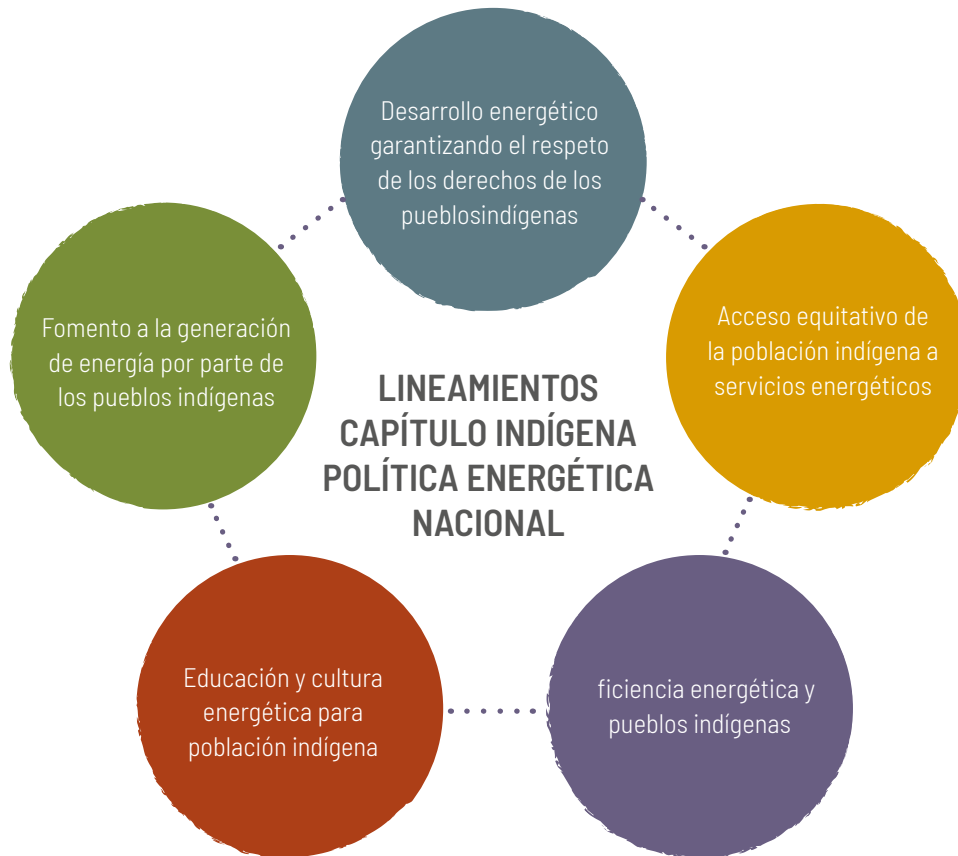 Desarrollo energético
garantizando el respeto
de los derechos de los
pueblosindígenas
Fomento a la generación
de energía por parte de
los pueblos indígenas
Acceso equitativo de
la población indígena a
servicios energéticos
LINEAMIENTOS
CAPÍTULO INDÍGENA
POLÍTICA ENERGÉTICA
NACIONAL
Educación y cultura
energética para
población indígena
ficiencia energética y
pueblos indígenas